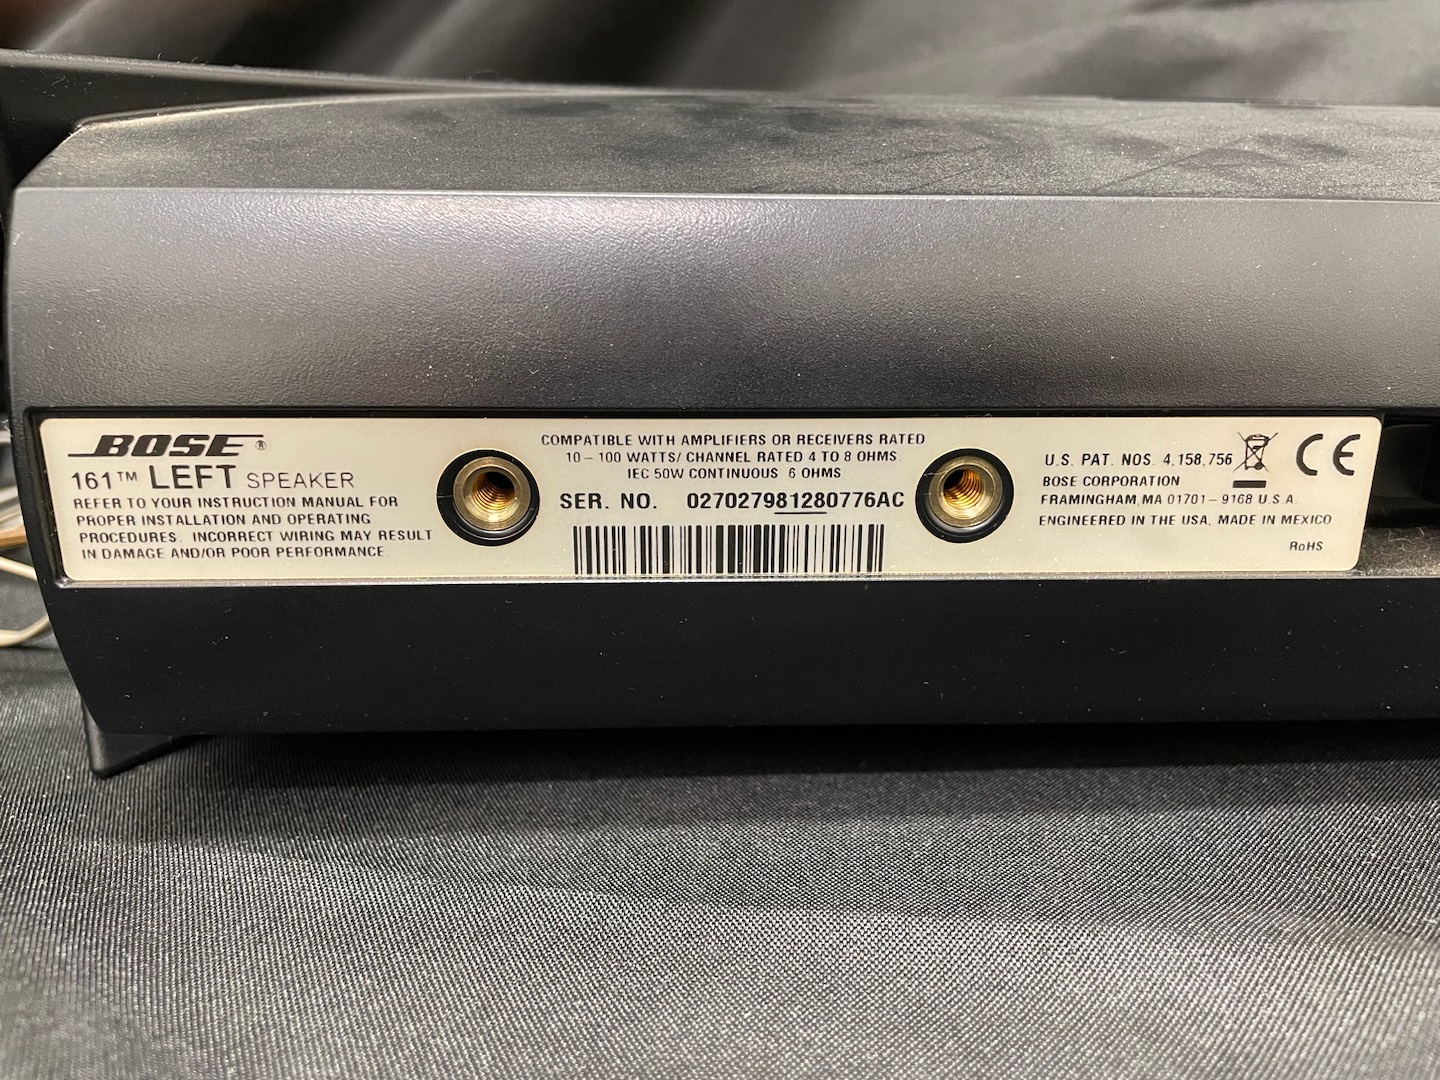 BOSE®
161™ LEFT SPEAKER
REFER TO YOUR INSTRUCTION MANUAL FOR
PROPER INSTALLATION AND OPERATING
PROCEDURES. INCORRECT WIRING MAY RESULT
IN DAMAGE AND/OR POOR PERFORMANCE
COMPATIBLE WITH AMPLIFIERS OR RECEIVERS RATED
10 – 100 WATTS/ CHANNEL RATED 4 TO 8 OHMS
IEC 50W CONTINUOUS 6 OHMS
SER. NO. 027027981280776AC
U.S. PAT. NOS. 4,158,756
CE
BOSE CORPORATION
FRAMINGHAM, MA 01701 – 9168 U.S.A.
ENGINEERED IN THE USA, MADE IN MEXICO
RoHS